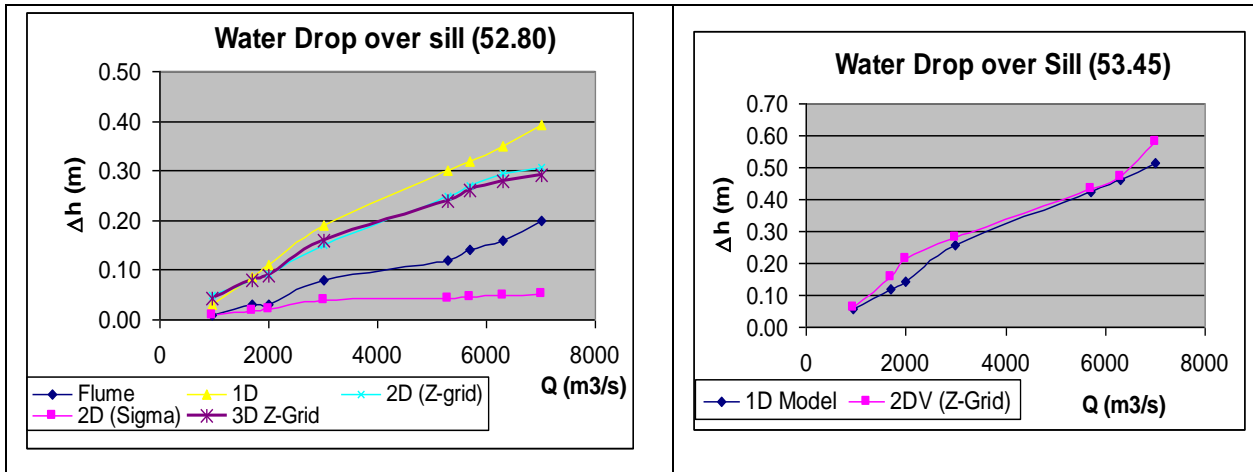 Water Drop over sill (52.80)
Δh (m)
0.50
0.40
0.30
0.20
0.10
0.00
0 2000 4000 6000 8000
Q (m3/s)
Flume 1D 2D (Z-grid)
2D (Sigma) 3D Z-Grid
Water Drop over Sill (53.45)
Δh (m)
0.70
0.60
0.50
0.40
0.30
0.20
0.10
0.00
0 2000 4000 6000 8000
1D Model 2DV (Z-Grid) Q (m3/s)